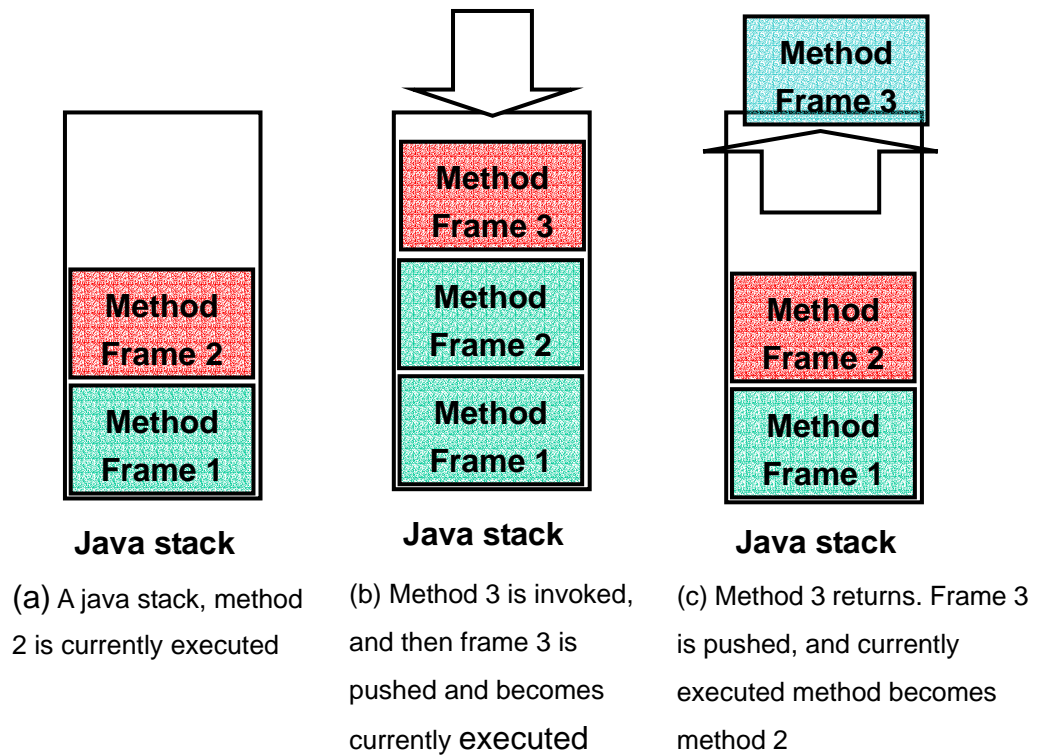 Method
Frame 2
Method
Frame 1
Java stack
(a) A java stack, method
2 is currently executed
Method
Frame 3
Method
Frame 2
Method
Frame 1
Java stack
(b) Method 3 is invoked,
and then frame 3 is
pushed and becomes
currently executed
Method
Frame 3
Method
Frame 2
Method
Frame 1
Java stack
(c) Method 3 returns. Frame 3
is pushed, and currently
executed method becomes
method 2